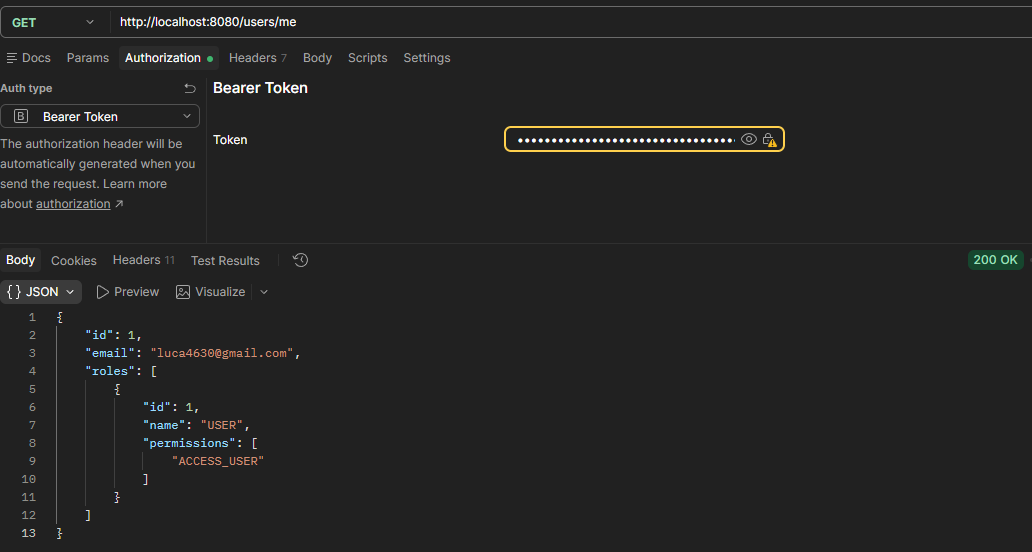 GET http://localhost:8080/users/me
Docs Params Authorization Headers 7 Body Scripts Settings
Auth type
B Bearer Token
The authorization header will be
automatically generated when you
send the request. Learn more
about authorization ↗
Bearer Token
Token ••••••••••••••••••••••••••••••••
Body Cookies Headers 11 Test Results 200 OK
{} JSON Preview Visualize
1 {
2 "id": 1,
3 "email": "luca4630@gmail.com",
4 "roles": [
5 {
6 "id": 1,
7 "name": "USER",
8 "permissions": [
9 "ACCESS_USER"
10 ]
11 }
12 ]
13 }